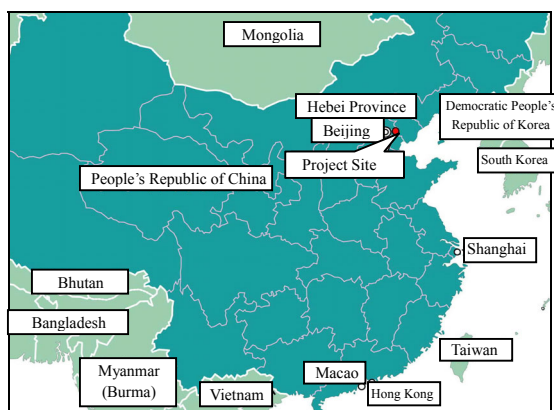 Mongolia
Hebei Province
Democratic People's
Republic of Korea
Beijing
South Korea
Project Site
People's Republic of China
Shanghai
Bhutan
Bangladesh
Taiwan
Myanmar
(Burma)
Macao
Vietnam
Hong Kong